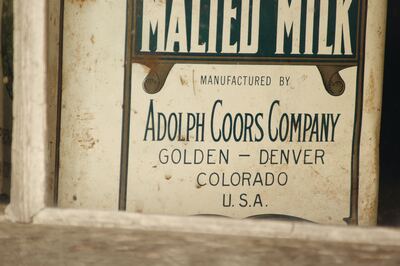 MALTED MILK
MANUFACTURED BY
ADOLPH COORS COMPANY
GOLDEN – DENVER
COLORADO
U.S.A.